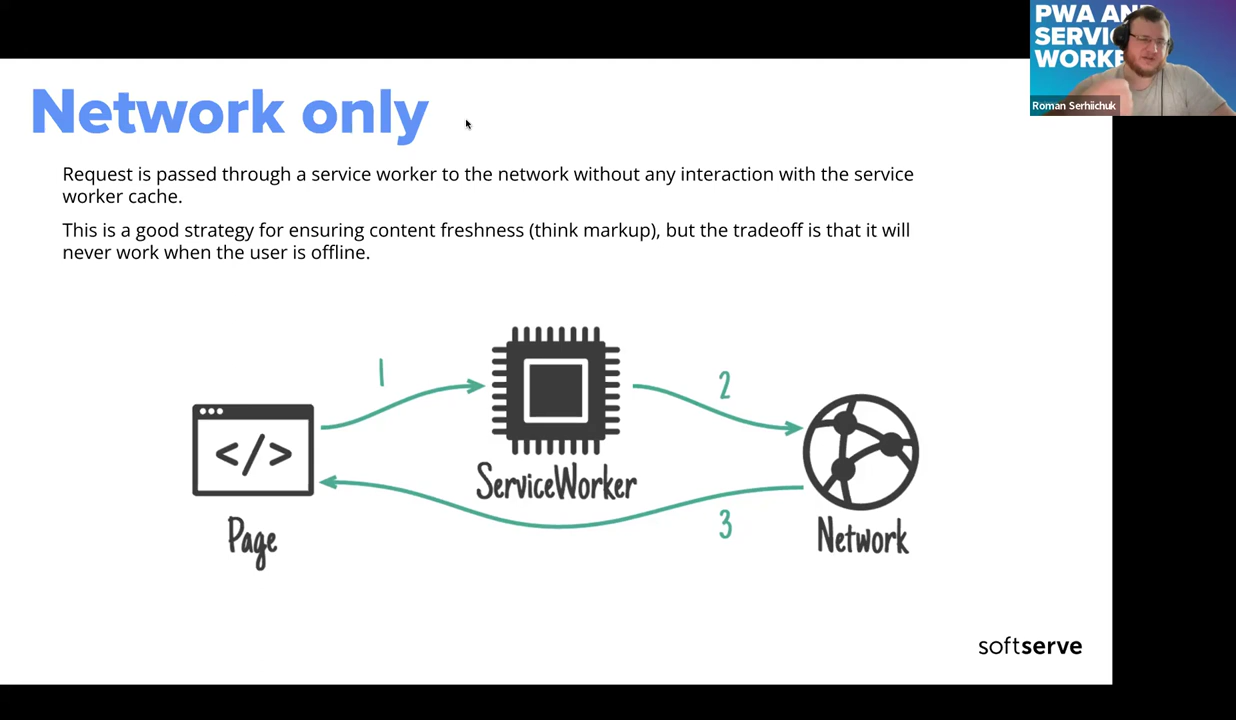 PWA AN
SERVIC
WORKE
Roman Serhiichuk
Network only
Request is passed through a service worker to the network without any interaction with the service
worker cache.
This is a good strategy for ensuring content freshness (think markup), but the tradeoff is that it will
never work when the user is offline.
1
2
</>
ServiceWorker
3
Page
Network
softserve